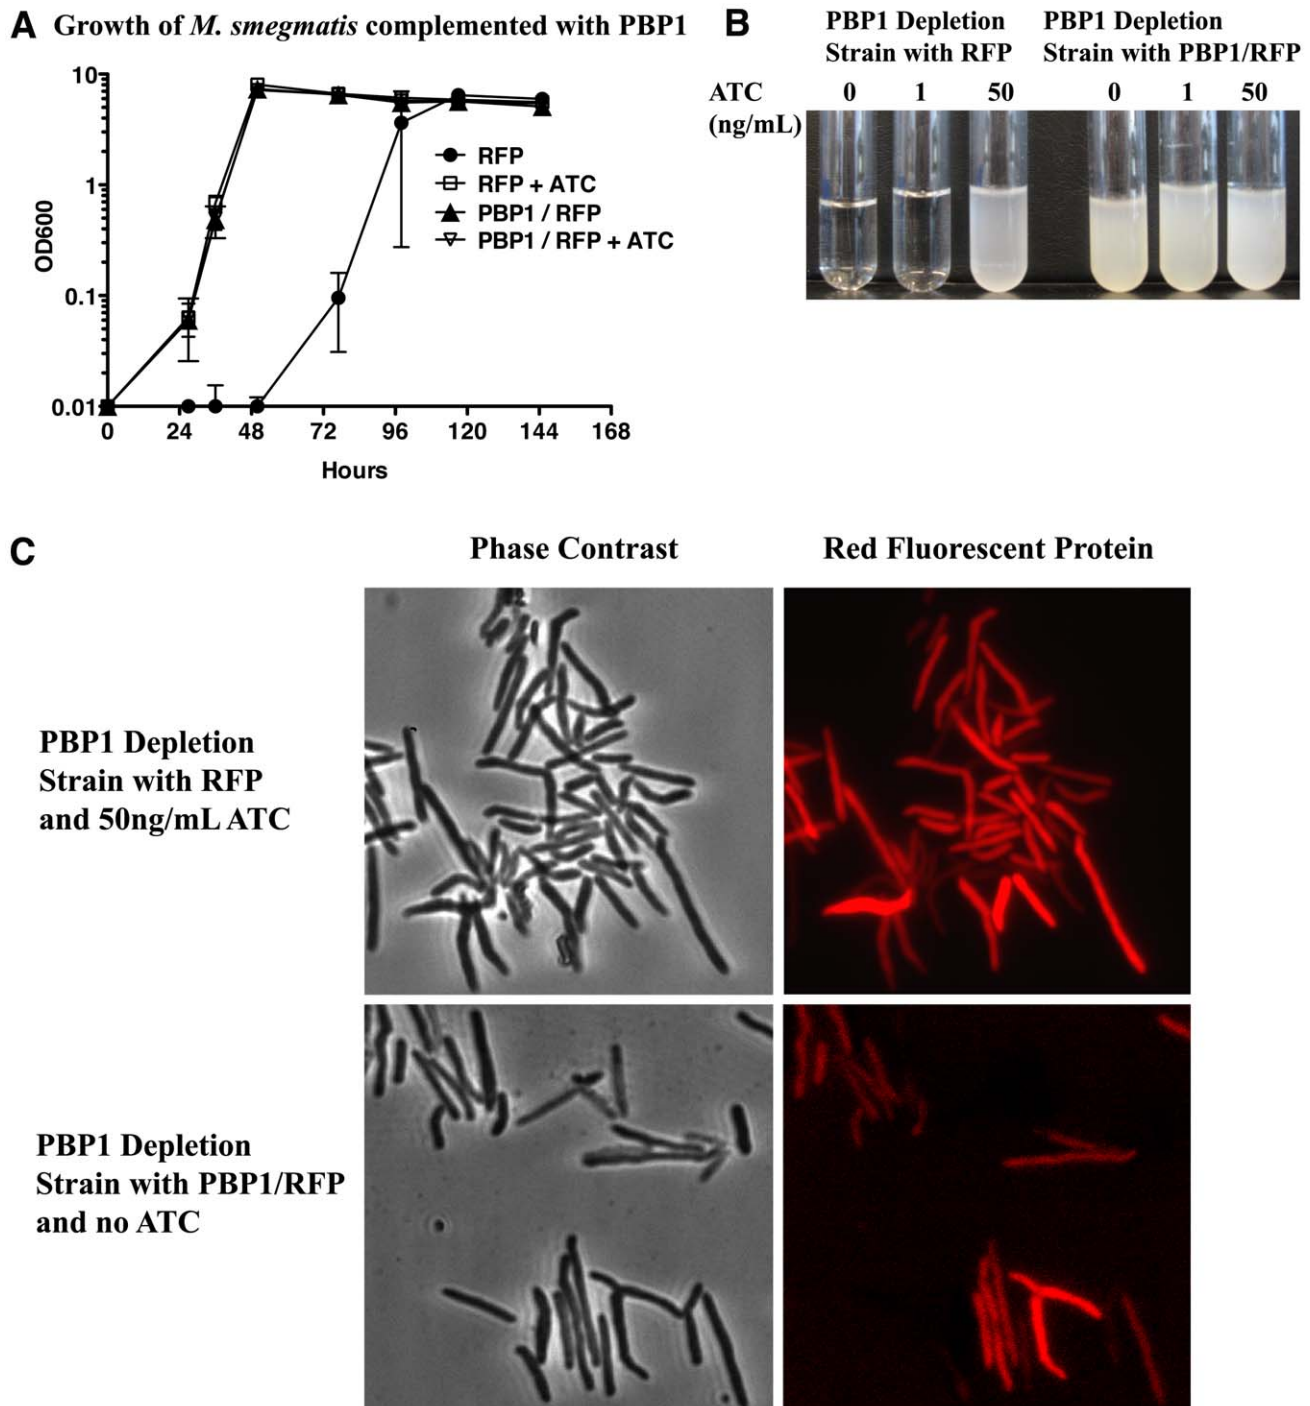 A Growth of M. smegmatis complemented with PBP1
10
1
0.1
0.01
OD600
0 24 48 72 96 120 144 168
Hours
RFP
RFP + ATC
PBP1 / RFP
PBP1 / RFP + ATC
B PBP1 Depletion
Strain with RFP
PBP1 Depletion
Strain with PBP1/RFP
ATC 0 1 50 0 1 50
(ng/mL)
C Phase Contrast Red Fluorescent Protein
PBP1 Depletion
Strain with RFP
and 50ng/mL ATC
PBP1 Depletion
Strain with PBP1/RFP
and no ATC